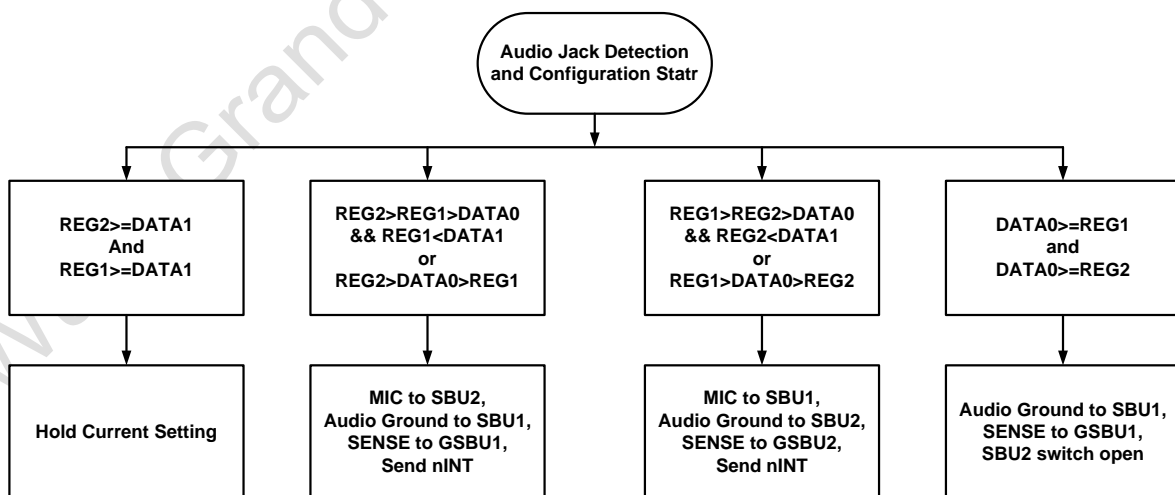 Audio Jack Detection
and Configuration Statr
REG2>=DATA1
And
REG1>=DATA1
REG2>REG1>DATA0
&& REG1<DATA1
or
REG2>DATA0>REG1
REG1>REG2>DATA0
&& REG2<DATA1
or
REG1>DATA0>REG2
DATA0>=REG1
and
DATA0>=REG2
Hold Current Setting
MIC to SBU2,
Audio Ground to SBU1,
SENSE to GSBU1,
Send nINT
MIC to SBU1,
Audio Ground to SBU2,
SENSE to GSBU2,
Send nINT
Audio Ground to SBU1,
SENSE to GSBU1,
SBU2 switch open
Grand